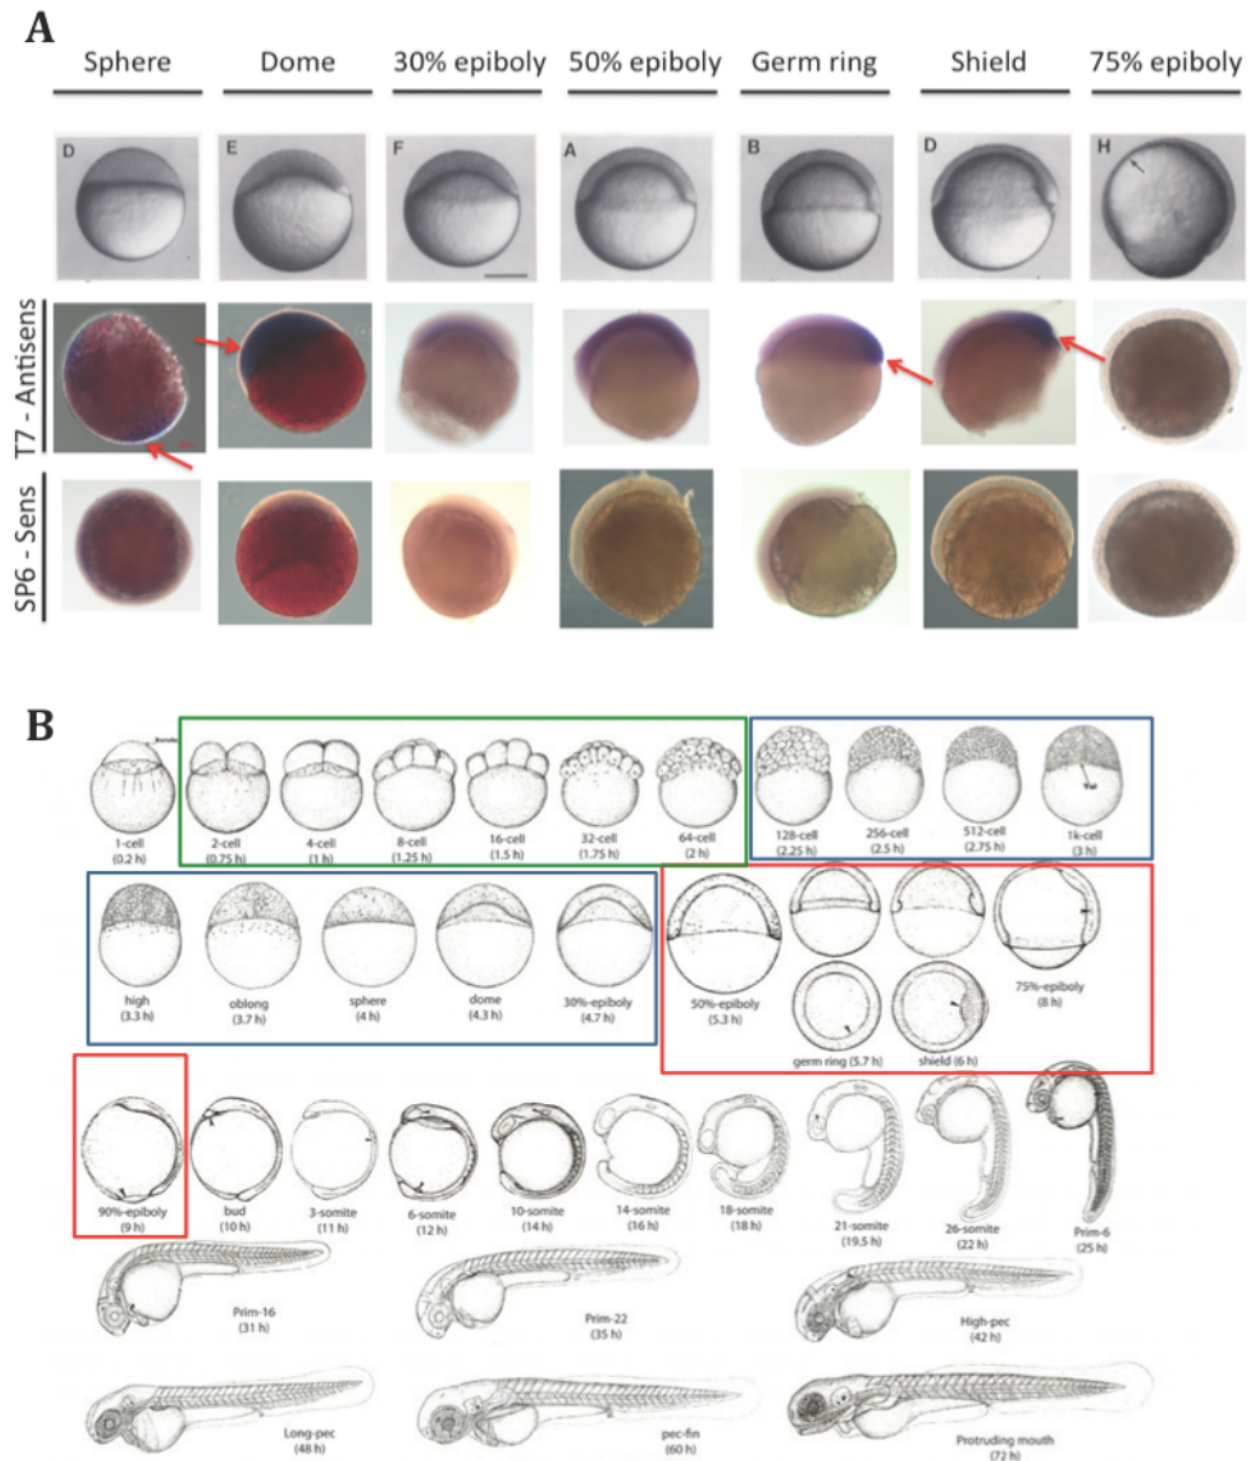 A
Sphere Dome 30% epiboly 50% epiboly Germ ring Shield 75% epiboly
D E F A B D H
T7 - Antisens
SP6 - Sens
B
1-cell
(0.2 h)
2-cell
(0.75 h)
4-cell
(1 h)
8-cell
(1.25 h)
16-cell
(1.5 h)
32-cell
(1.75 h)
64-cell
(2 h)
128-cell
(2.25 h)
256-cell
(2.5 h)
512-cell
(2.75 h)
1k-cell
(3 h)
high
(3.3 h)
oblong
(3.7 h)
sphere
(4 h)
dome
(4.3 h)
30%-epiboly
(4.7 h)
50%-epiboly
(5.3 h)
germ ring (5.7 h)
shield (6 h)
75%-epiboly
(8 h)
90%-epiboly
(9 h)
bud
(10 h)
3-somite
(11 h)
6-somite
(12 h)
10-somite
(14 h)
14-somite
(16 h)
18-somite
(18 h)
21-somite
(19.5 h)
26-somite
(22 h)
Prim-6
(25 h)
Prim-16
(31 h)
Prim-22
(35 h)
High-pec
(42 h)
Long-pec
(48 h)
pec-fin
(60 h)
Protruding mouth
(72 h)